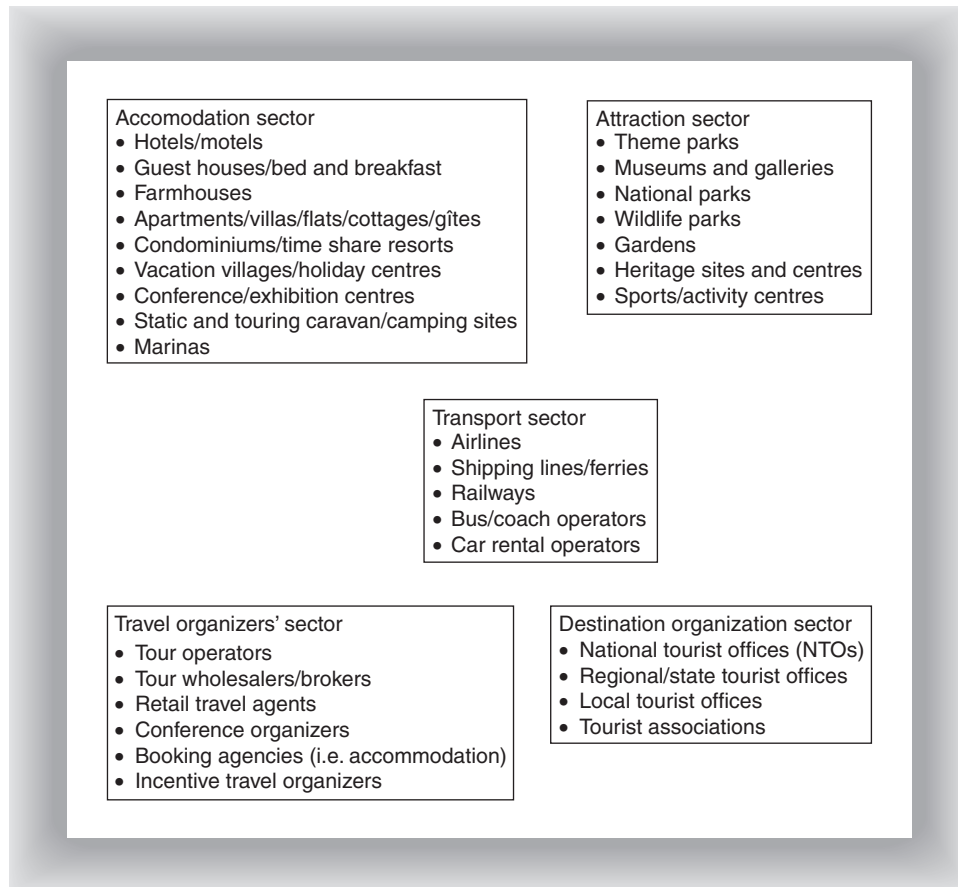 Accomodation sector
• Hotels/motels
• Guest houses/bed and breakfast
• Farmhouses
• Apartments/villas/flats/cottages/gîtes
• Condominiums/time share resorts
• Vacation villages/holiday centres
• Conference/exhibition centres
• Static and touring caravan/camping sites
• Marinas
Attraction sector
• Theme parks
• Museums and galleries
• National parks
• Wildlife parks
• Gardens
• Heritage sites and centres
• Sports/activity centres
Transport sector
• Airlines
• Shipping lines/ferries
• Railways
• Bus/coach operators
• Car rental operators
Travel organizers' sector
• Tour operators
• Tour wholesalers/brokers
• Retail travel agents
• Conference organizers
• Booking agencies (i.e. accommodation)
• Incentive travel organizers
Destination organization sector
• National tourist offices (NTOs)
• Regional/state tourist offices
• Local tourist offices
• Tourist associations